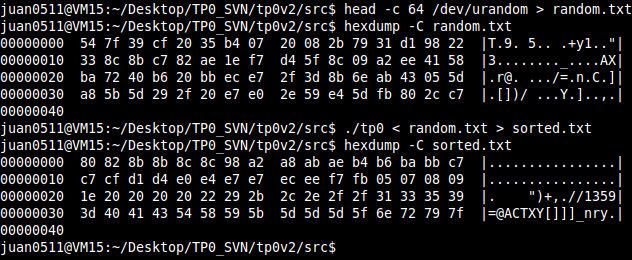 juan0511@VM15:~/Desktop/TP0_SVN/tp0v2/src$ head -c 64 /dev/urandom > random.txt
juan0511@VM15:~/Desktop/TP0_SVN/tp0v2/src$ hexdump -C random.txt
00000000  54 7f 39 cf 20 35 b4 07  20 08 2b 79 31 d1 98 22  |T.9. 5.. .+y1.."|
00000010  33 8c 8b c7 82 ae 1e f7  d4 5f 8c 09 a2 ee 41 58  |3........_....AX|
00000020  ba 72 40 b6 20 bb ec e7  2f 3d 8b 6e ab 43 05 5d  |.r@. .../=.n.C.]|
00000030  a8 5b 5d 29 2f 20 e7 e0  2e 59 e4 5d fb 80 2c c7  |.[])/ ...Y.]..,.|
00000040
juan0511@VM15:~/Desktop/TP0_SVN/tp0v2/src$ ./tp0 < random.txt > sorted.txt
juan0511@VM15:~/Desktop/TP0_SVN/tp0v2/src$ hexdump -C sorted.txt
00000000  80 82 8b 8b 8c 8c 98 a2  a8 ab ae b4 b6 ba bb c7  |................|
00000010  c7 cf d1 d4 e0 e4 e7 e7  ec ee f7 fb 05 07 08 09  |................|
00000020  1e 20 20 20 20 22 29 2b  2c 2e 2f 2f 31 33 35 39  |.    ")+,.//1359|
00000030  3d 40 41 43 54 58 59 5b  5d 5d 5d 5f 6e 72 79 7f  |=@ACTXY[]]]_nry.|
00000040
juan0511@VM15:~/Desktop/TP0_SVN/tp0v2/src$